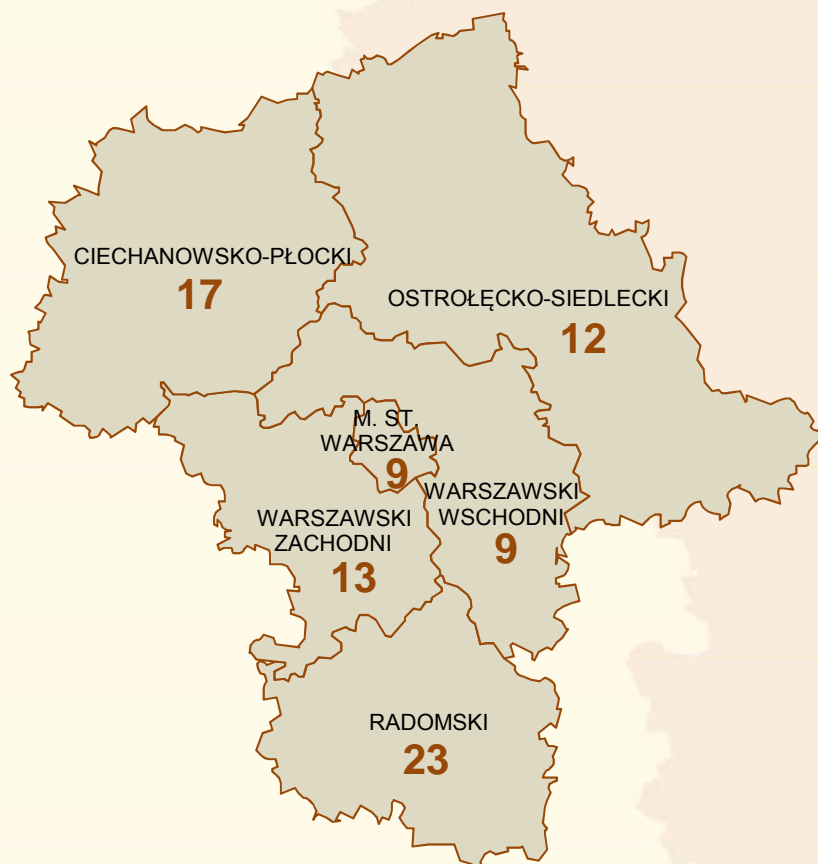 CIECHANOWSKO-PŁOCKI
17
OSTROŁĘCKO-SIEDLECKI
12
M. ST.
WARSZAWA
9
WARSZAWSKI
WSCHODNI
9
WARSZAWSKI
ZACHODNI
13
RADOMSKI
23